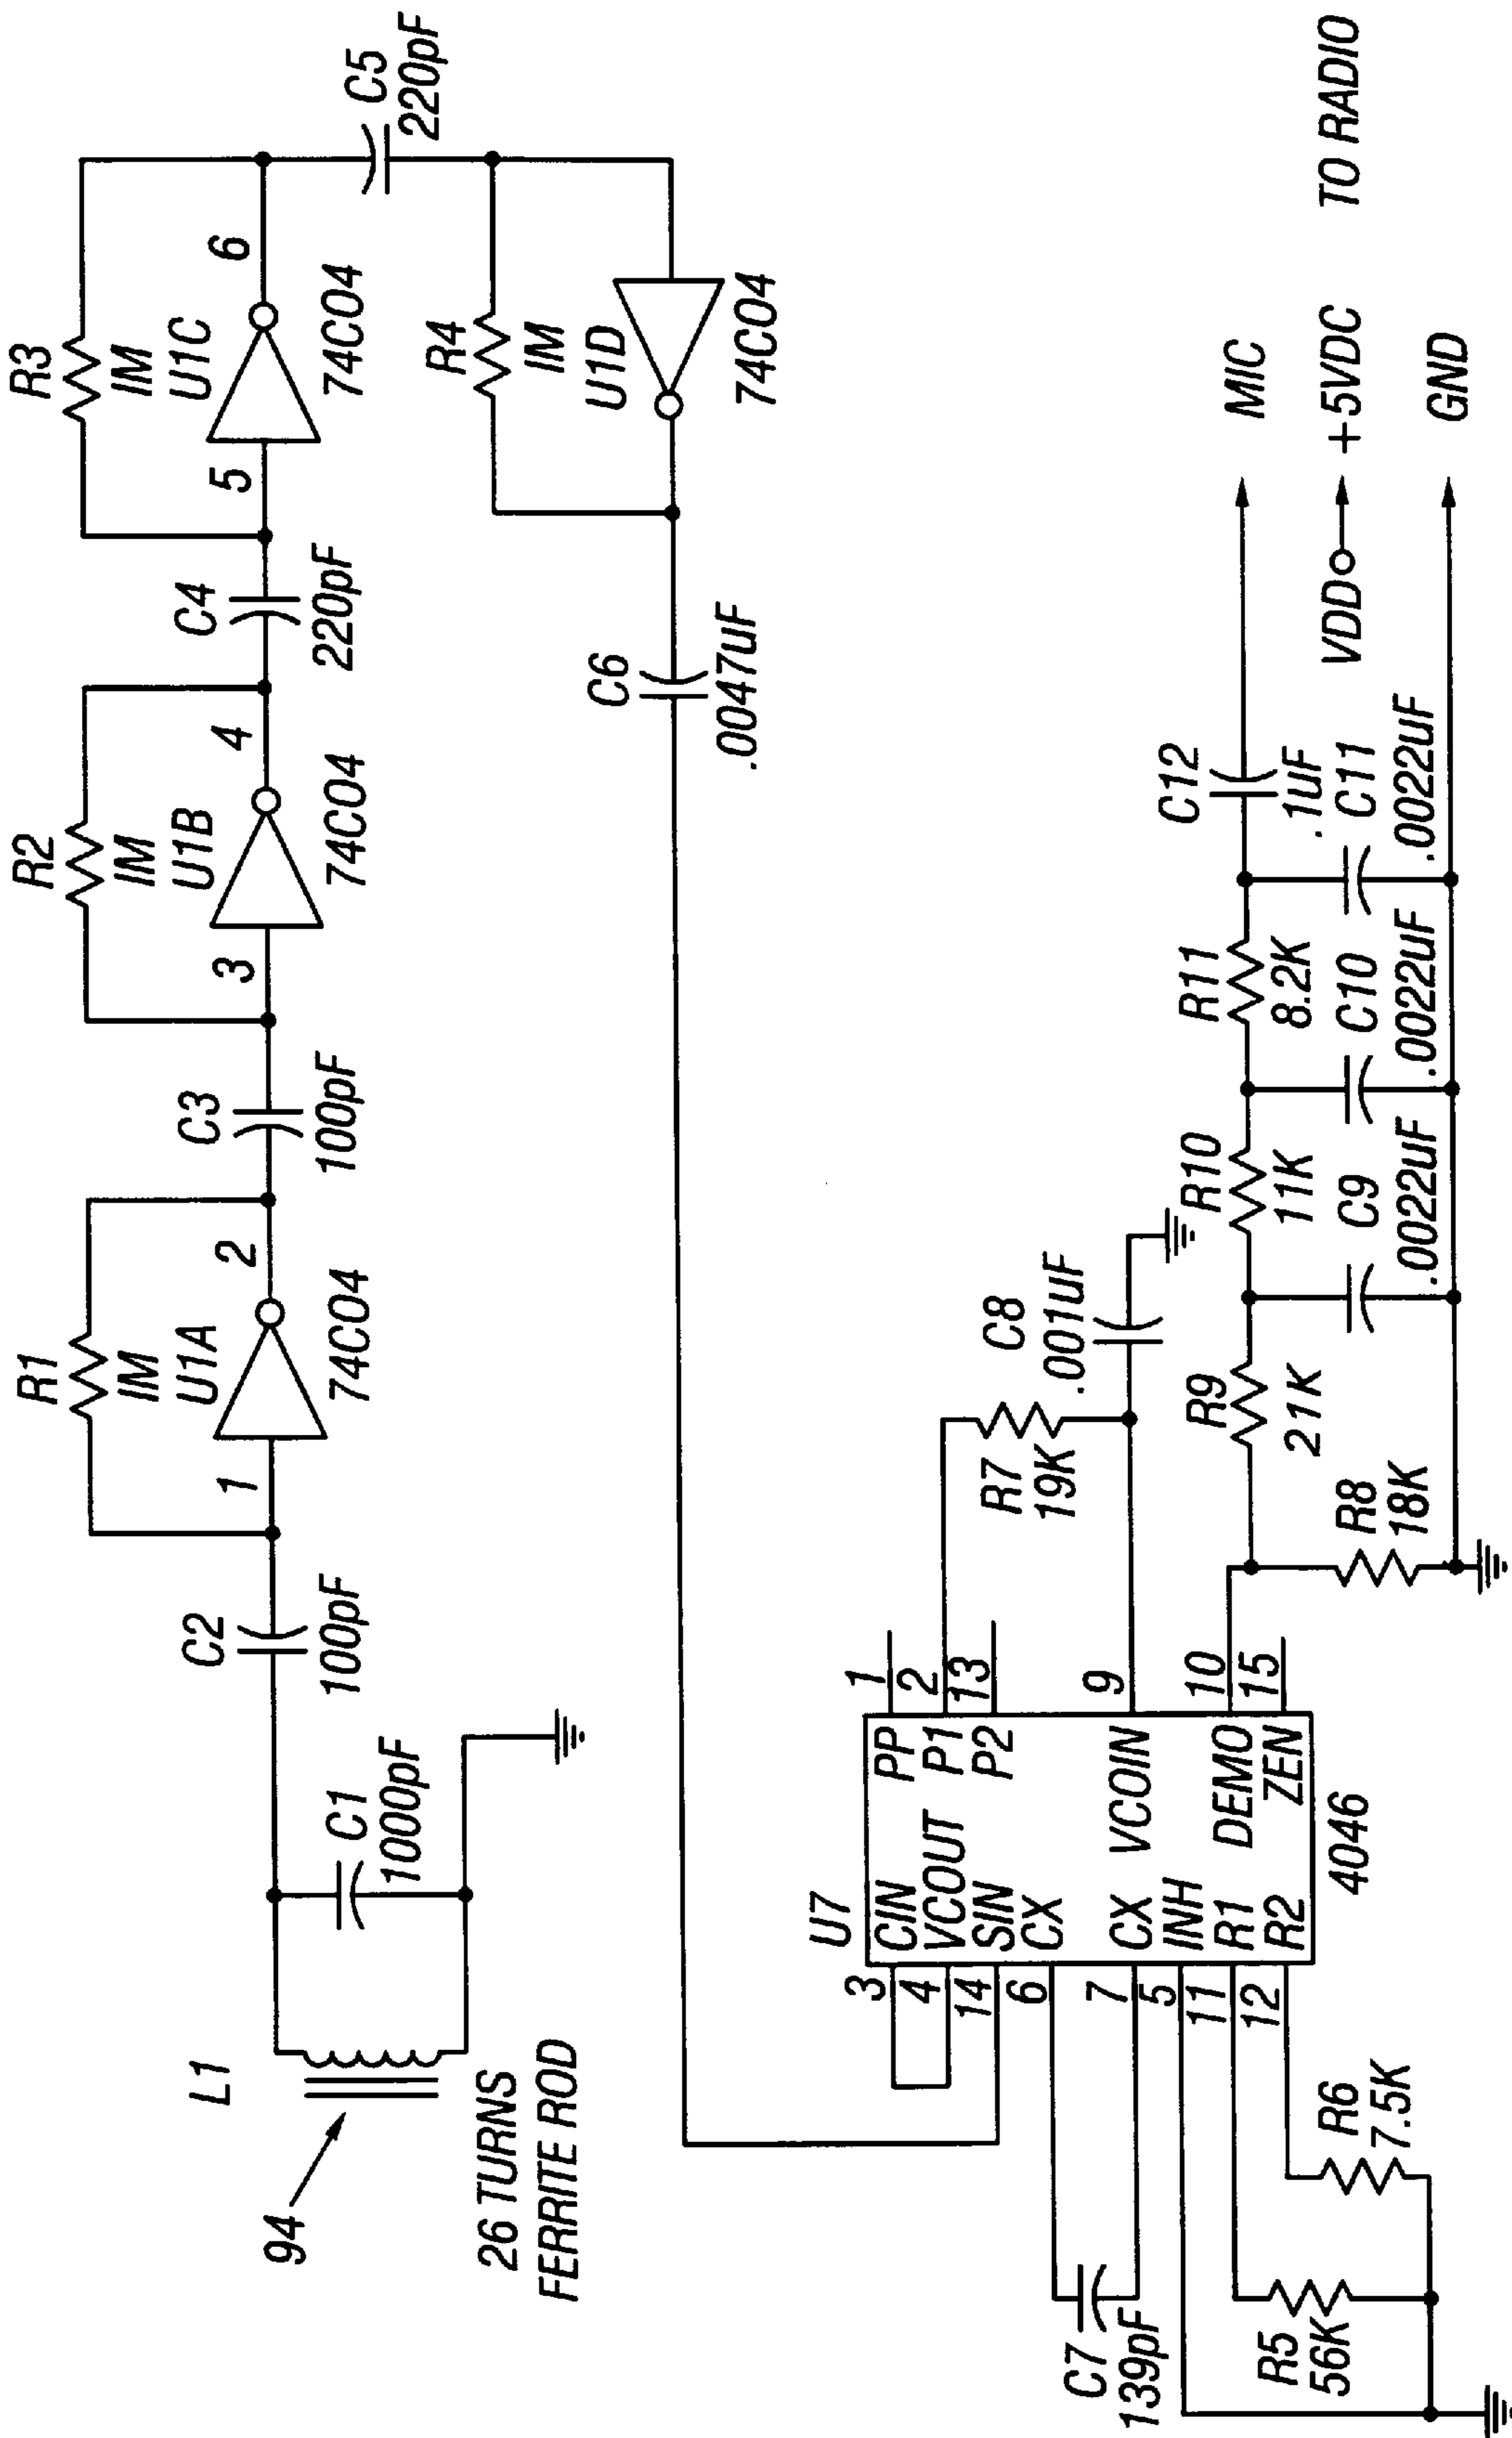 94
L1
26 TURNS
FERRITE ROD
C1
1000pF
C2
100pF
R1
IM
U1A
1
2
74CO4
C3
100pF
R2
IM
U1B
3
4
74CO4
C4
220pF
R3
IM
U1C
5
6
74CO4
C5
220pF
R4
IM
U1D
74CO4
C6
.0047uF
U7
3
CIN
PP
1
4
VCOUT
P1
2
14
SIN
P2
13
6
CX
7
CX
VCOIN
9
5
INH
11
R1
DEMO
10
12
R2
ZEN
15
4046
C7
139pF
R5
56K
R6
7.5K
R7
19K
C8
.001uF
R8
18K
R9
21K
R10
11K
R11
8.2K
C9
.0022uF
C10
.0022uF
C11
.0022uF
C12
.1uF
MIC
VDD
+5VDC
TO RADIO
GND